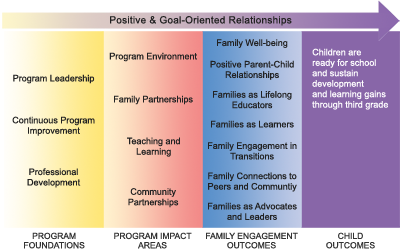 Positive & Goal-Oriented Relationships
Program Leadership
Continuous Program
Improvement
Professional
Development
PROGRAM
FOUNDATIONS
Program Environment
Family Partnerships
Teaching and
Learning
Community
Partnerships
PROGRAM IMPACT
AREAS
Family Well-being
Positive Parent-Child
Relationships
Families as Lifelong
Educators
Families as Learners
Family Engagement in
Transitions
Family Connections to
Peers and Communtiy
Families as Advocates
and Leaders
FAMILY ENGAGEMENT
OUTCOMES
Children are
ready for school
and sustain
development
and learning gains
through third grade
CHILD
OUTCOMES